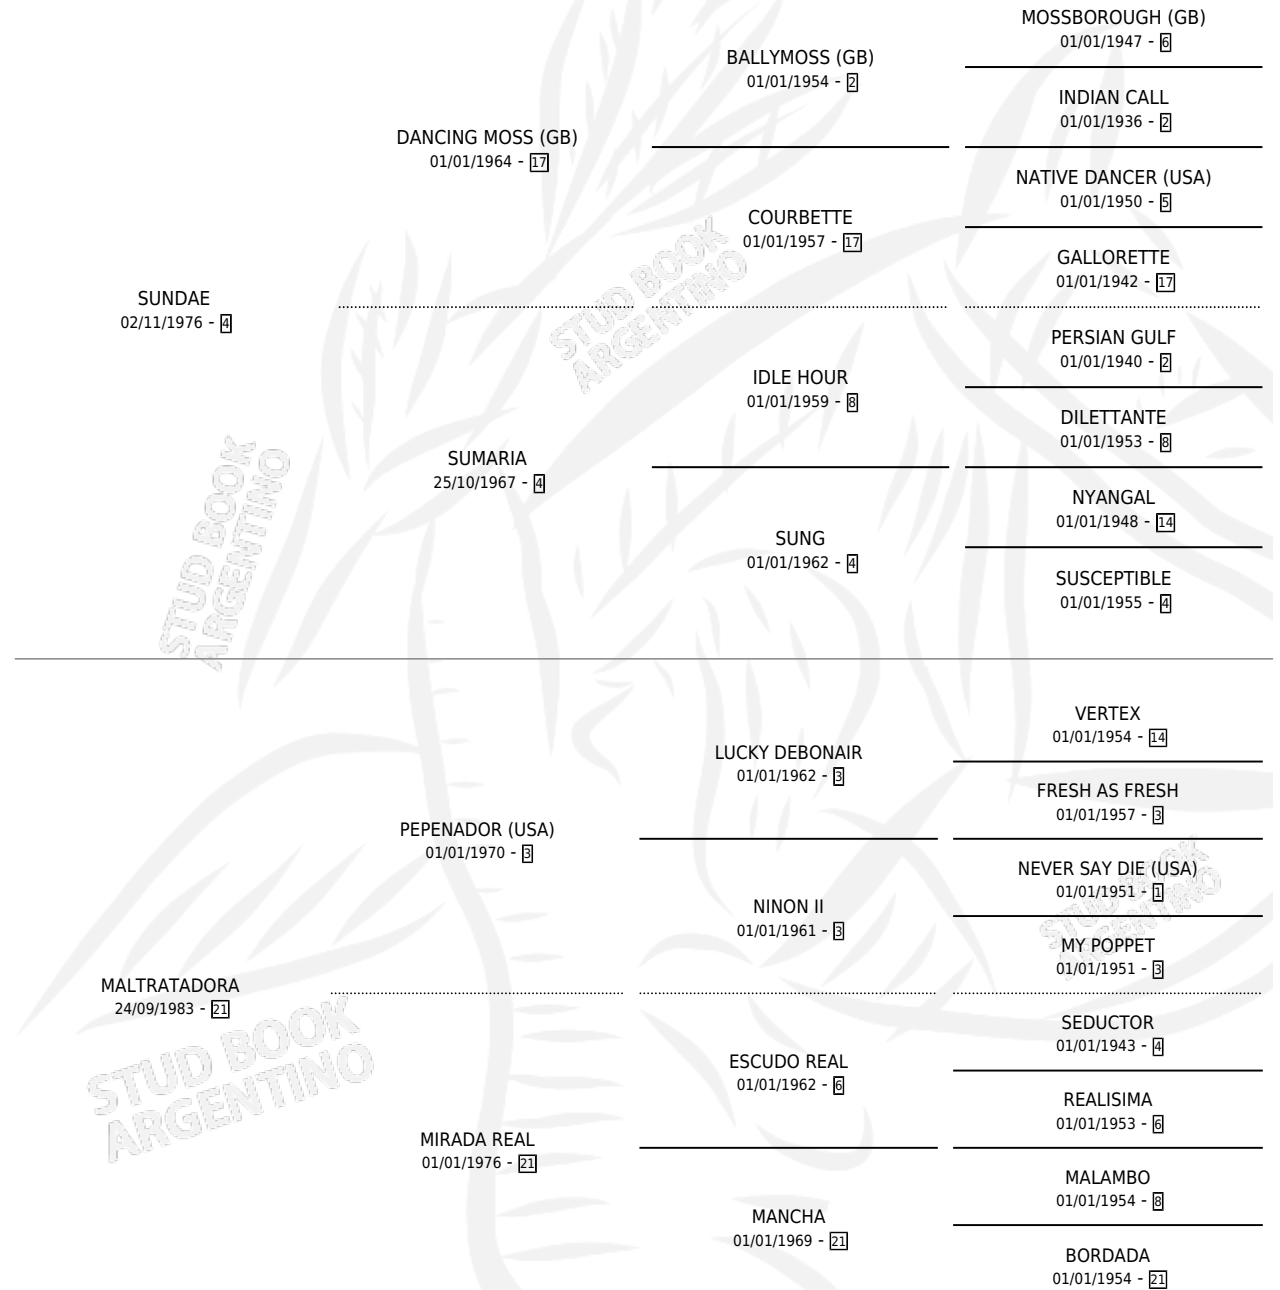 SUNDAE
02/11/1976 - 4
DANCING MOSS (GB)
01/01/1964 - 17
SUMARIA
25/10/1967 - 4
BALLYMOSS (GB)
01/01/1954 - 2
COURBETTE
01/01/1957 - 17
IDLE HOUR
01/01/1959 - 8
SUNG
01/01/1962 - 4
MOSSBOROUGH (GB)
01/01/1947 - 6
INDIAN CALL
01/01/1936 - 2
NATIVE DANCER (USA)
01/01/1950 - 5
GALLORETTE
01/01/1942 - 17
PERSIAN GULF
01/01/1940 - 2
DILETTANTE
01/01/1953 - 8
NYANGAL
01/01/1948 - 14
SUSCEPTIBLE
01/01/1955 - 4
MALTRATADORA
24/09/1983 - 21
PEPENADOR (USA)
01/01/1970 - 3
MIRADA REAL
01/01/1976 - 21
LUCKY DEBONAIR
01/01/1962 - 3
NINON II
01/01/1961 - 3
ESCUDO REAL
01/01/1962 - 6
MANCHA
01/01/1969 - 21
VERTEX
01/01/1954 - 14
FRESH AS FRESH
01/01/1957 - 3
NEVER SAY DIE (USA)
01/01/1951 - 1
MY POPPET
01/01/1951 - 3
SEDUCTOR
01/01/1943 - 4
REALISIMA
01/01/1953 - 6
MALAMBO
01/01/1954 - 8
BORDADA
01/01/1954 - 21
STUD BOOK
ARGENTINO
STUD BOOK
ARGENTINO
STUD BOOK
ARGENTINO
STUD BOOK
ARGENTINO